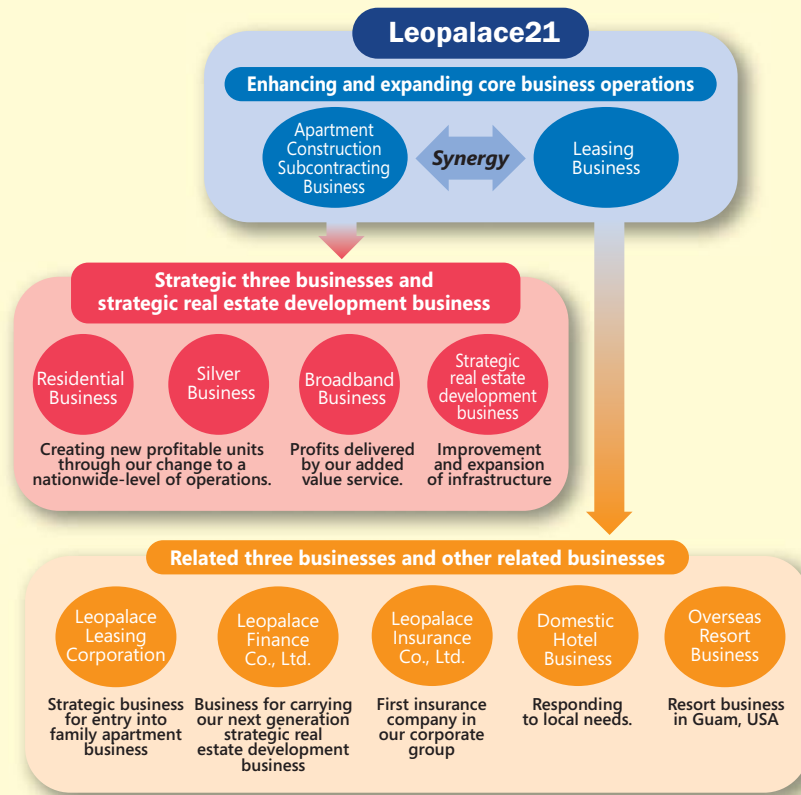 Leopalace21
Enhancing and expanding core business operations
Apartment
Construction
Subcontracting
Business
Synergy
Leasing
Business
Strategic three businesses and
strategic real estate development business
Residential
Business
Silver
Business
Broadband
Business
Strategic
real estate
development
business
Creating new profitable units
through our change to a
nationwide-level of operations.
Profits delivered
by our added
value service.
Improvement
and expansion
of infrastructure
Related three businesses and other related businesses
Leopalace
Leasing
Corporation
Leopalace
Finance
Co., Ltd.
Leopalace
Insurance
Co., Ltd.
Domestic
Hotel
Business
Overseas
Resort
Business
Strategic business
for entry into
family apartment
business
Business for carrying
our next generation
strategic real
estate development
business
First insurance
company in
our corporate
group
Responding
to local needs.
Resort business
in Guam, USA